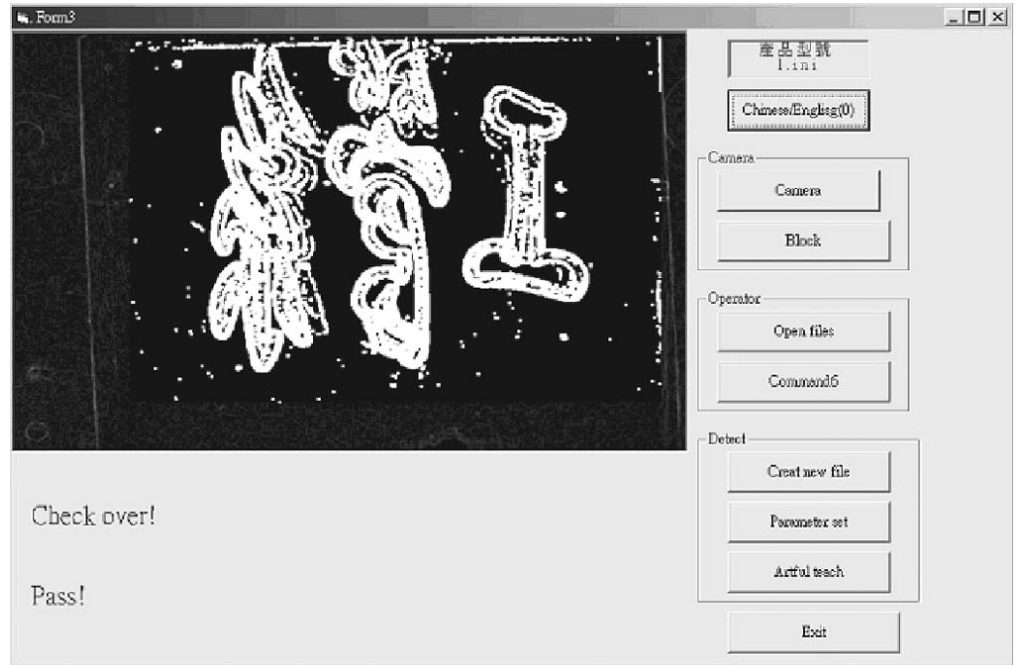 Form3
產品型號
1.ini
Chinese/Englisg(0)
Camera
Camera
Block
Operator
Open files
Command6
Detect
Creat new file
Parameter set
Artful teach
Exit
Check over!
Pass!